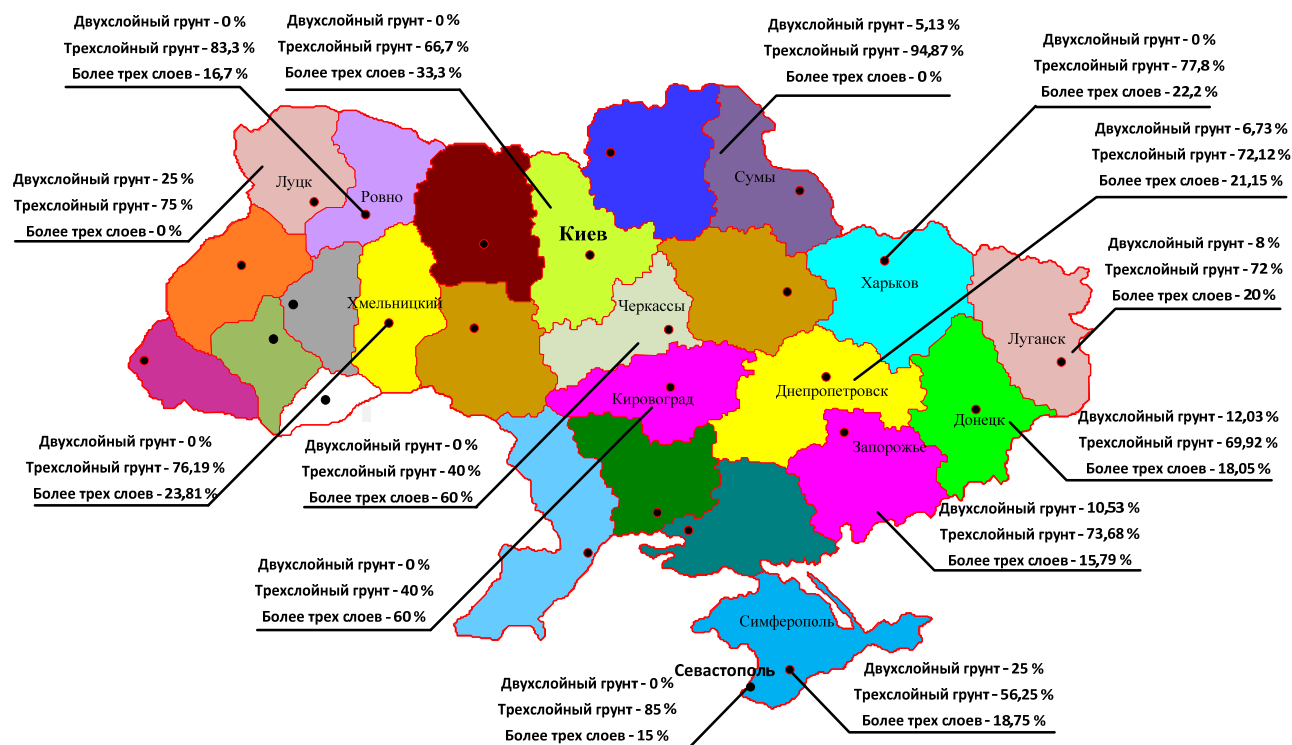 Двухслойный грунт - 0 %
Трехслойный грунт - 83,3 %
Более трех слоев - 16,7 %
Двухслойный грунт - 0 %
Трехслойный грунт - 66,7 %
Более трех слоев - 33,3 %
Двухслойный грунт - 5,13 %
Трехслойный грунт - 94,87 %
Более трех слоев - 0 %
Двухслойный грунт - 0 %
Трехслойный грунт - 77,8 %
Более трех слоев - 22,2 %
Двухслойный грунт - 6,73 %
Трехслойный грунт - 72,12 %
Более трех слоев - 21,15 %
Двухслойный грунт - 25 %
Трехслойный грунт - 75 %
Более трех слоев - 0 %
Луцк
Ровно
Сумы
Киев
Двухслойный грунт - 8 %
Трехслойный грунт - 72 %
Более трех слоев - 20 %
Харьков
Хмельницкий
Черкассы
Луганск
Днепропетровск
Кировоград
Донецк
Запорожье
Двухслойный грунт - 12,03 %
Трехслойный грунт - 69,92 %
Более трех слоев - 18,05 %
Двухслойный грунт - 0 %
Трехслойный грунт - 76,19 %
Более трех слоев - 23,81 %
Двухслойный грунт - 0 %
Трехслойный грунт - 40 %
Более трех слоев - 60 %
Двухслойный грунт - 10,53 %
Трехслойный грунт - 73,68 %
Более трех слоев - 15,79 %
Двухслойный грунт - 0 %
Трехслойный грунт - 40 %
Более трех слоев - 60 %
Симферополь
Севастополь
Двухслойный грунт - 0 %
Трехслойный грунт - 85 %
Более трех слоев - 15 %
Двухслойный грунт - 25 %
Трехслойный грунт - 56,25 %
Более трех слоев - 18,75 %